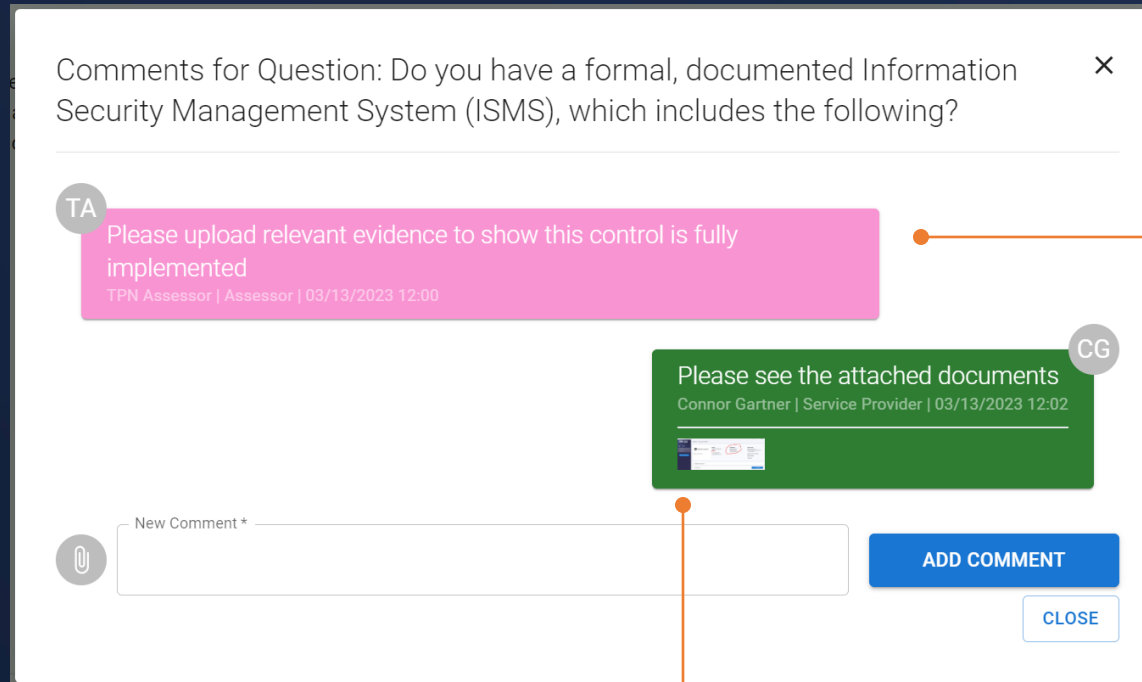 Comments for Question: Do you have a formal, documented Information
Security Management System (ISMS), which includes the following?
TA
Please upload relevant evidence to show this control is fully
implemented
TPN Assessor | Assessor | 03/13/2023 12:00
CG
Please see the attached documents
Connor Gartner | Service Provider | 03/13/2023 12:02
New Comment *
ADD COMMENT
CLOSE